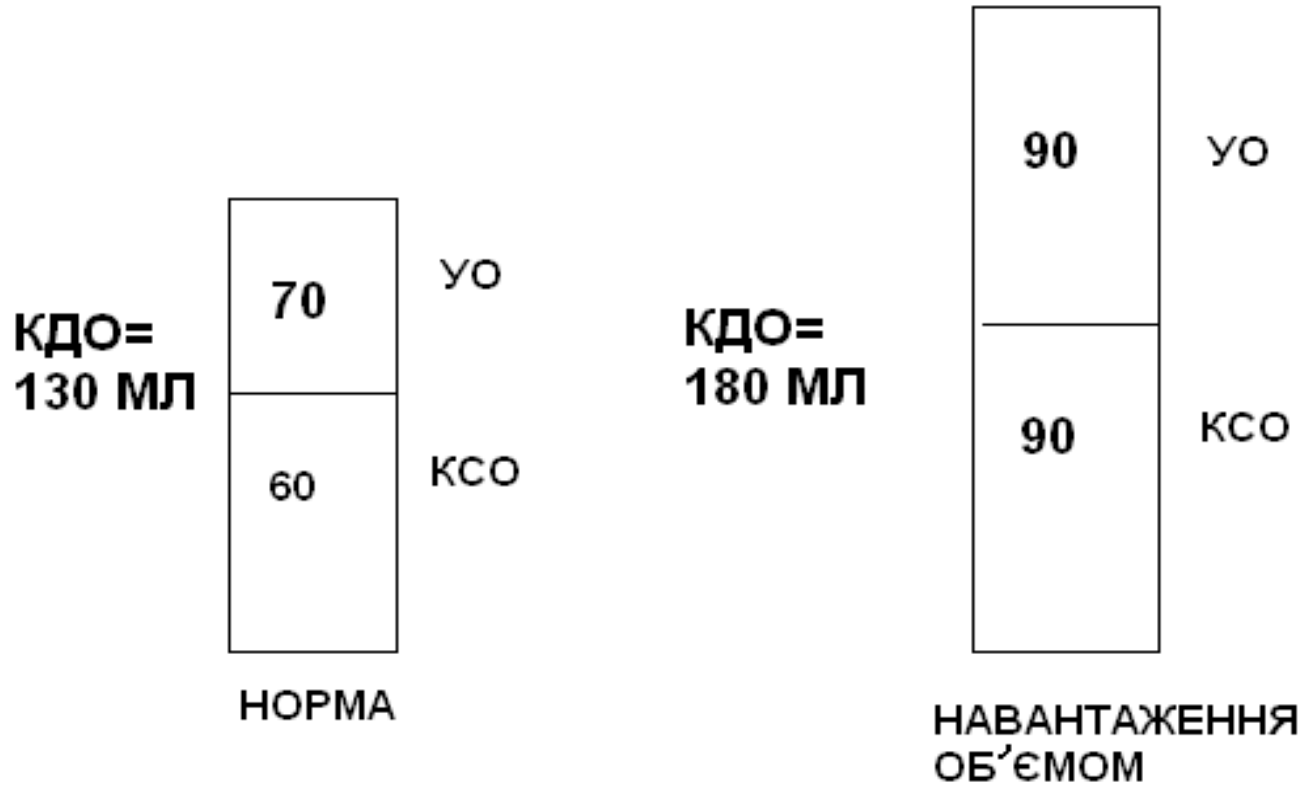 КДО=
130 МЛ
70
УО
60
КСО
НОРМА
КДО=
180 МЛ
90
УО
90
КСО
НАВАНТАЖЕННЯ
ОБ՚ЄМОМ